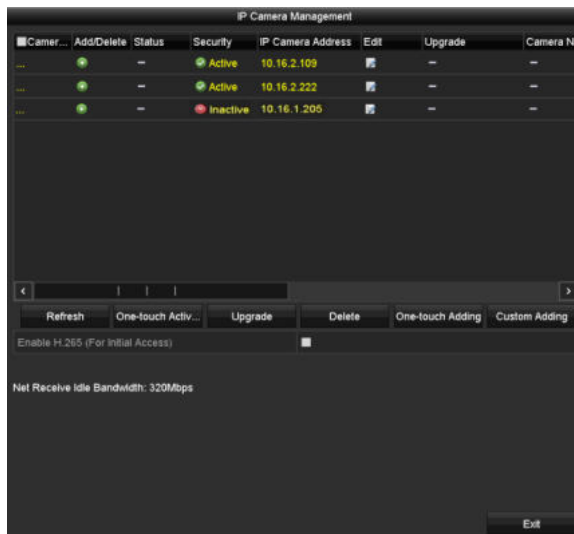 IP Camera Management
Camer... Add/Delete Status Security IP Camera Address Edit Upgrade Camera N
... – Active 10.16.2.109 –
... – Active 10.16.2.222 –
... – Inactive 10.16.1.205 –
Refresh One-touch Activ... Upgrade Delete One-touch Adding Custom Adding
Enable H.265 (For Initial Access)
Net Receive Idle Bandwidth: 320Mbps
Exit